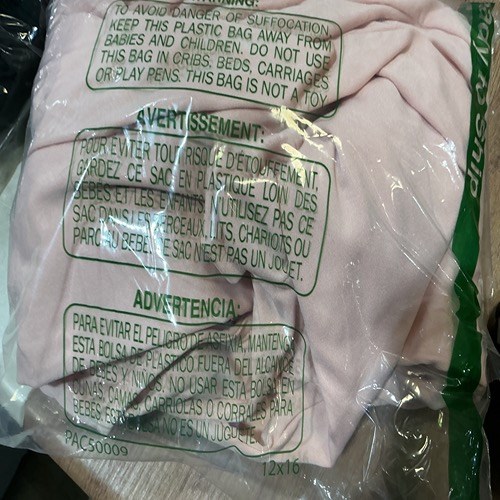 WARNING:
TO AVOID DANGER OF SUFFOCATION
KEEP THIS PLASTIC BAG AWAY FROM
BABIES AND CHILDREN. DO NOT USE
THIS BAG IN CRIBS, BEDS, CARRIAGES
OR PLAY PENS. THIS BAG IS NOT A TOY
AVERTISSEMENT:
POUR EVITER TOUT RISQUE D'ÉTOUFFEMENT,
GARDEZ CE SAC EN PLASTIQUE LOIN DES
BEBES ET LES ENFANTS. N'UTILISEZ PAS CE
SAC DANS LES BERCEAUX, LITS, CHARIOTS OU
PARC AU BEBE. CE SAC N'EST PAS UN JOUET.
ADVERTENCIA:
PARA EVITAR EL PELIGRO DE ASFIXIA, MANTENGA
ESTA BOLSA DE PLASTICO FUERA DEL ALCANCE
DE BEBES Y NIÑOS. NO USAR ESTA BOLSA EN
CUNAS, CAMAS, CARRIOLAS O CORRALES PARA
BEBES. ESTA BOLSA NO ES UN JUGUETE.
PAC50009
12x16
Ready to Ship